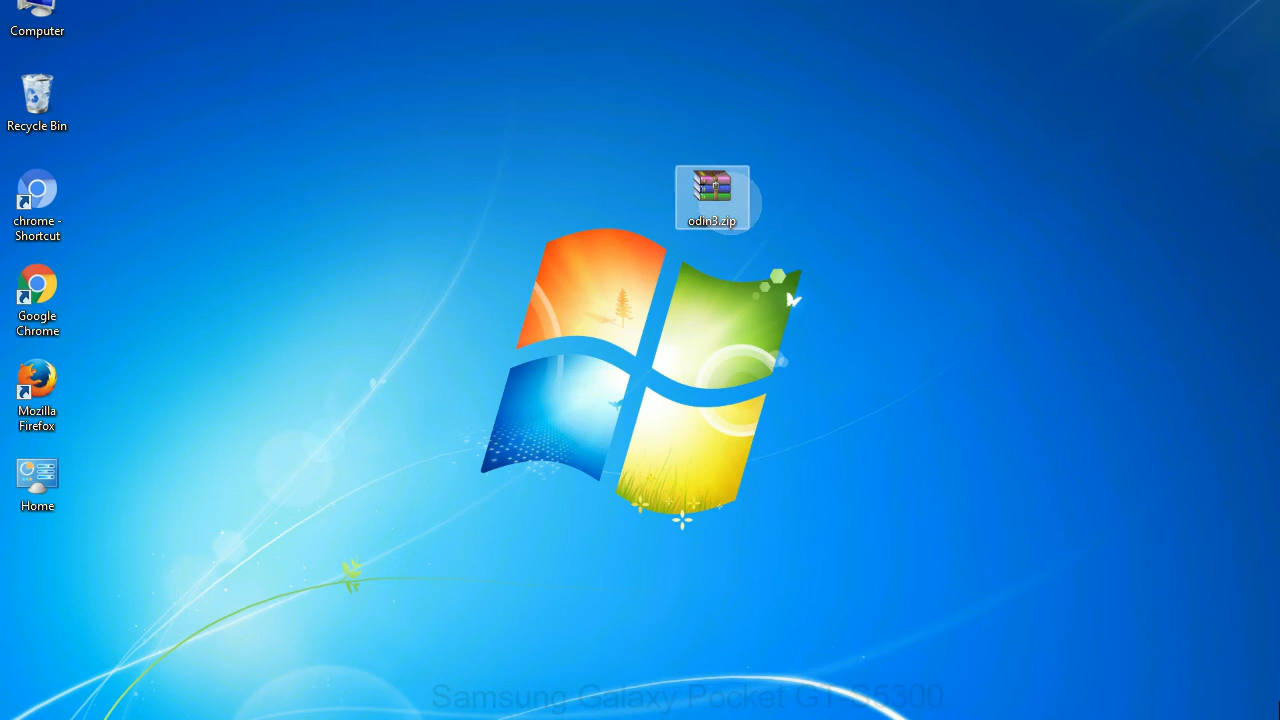 Computer
Recycle Bin
chrome -
Shortcut
Google
Chrome
Mozilla
Firefox
Home
odin3.zip
Samsung Galaxy Pocket GT-S5300